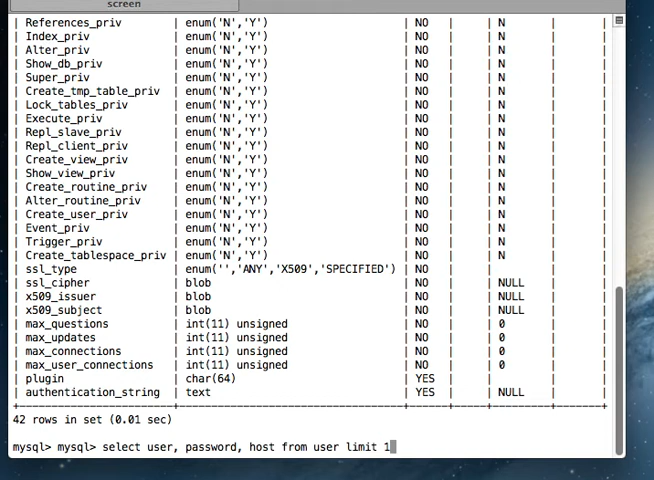 screen
| References_priv | enum('N','Y') | NO | | N | |
| Index_priv | enum('N','Y') | NO | | N | |
| Alter_priv | enum('N','Y') | NO | | N | |
| Show_db_priv | enum('N','Y') | NO | | N | |
| Super_priv | enum('N','Y') | NO | | N | |
| Create_tmp_table_priv | enum('N','Y') | NO | | N | |
| Lock_tables_priv | enum('N','Y') | NO | | N | |
| Execute_priv | enum('N','Y') | NO | | N | |
| Repl_slave_priv | enum('N','Y') | NO | | N | |
| Repl_client_priv | enum('N','Y') | NO | | N | |
| Create_view_priv | enum('N','Y') | NO | | N | |
| Show_view_priv | enum('N','Y') | NO | | N | |
| Create_routine_priv | enum('N','Y') | NO | | N | |
| Alter_routine_priv | enum('N','Y') | NO | | N | |
| Create_user_priv | enum('N','Y') | NO | | N | |
| Event_priv | enum('N','Y') | NO | | N | |
| Trigger_priv | enum('N','Y') | NO | | N | |
| Create_tablespace_priv | enum('N','Y') | NO | | N | |
| ssl_type | enum('','ANY','X509','SPECIFIED') | NO | | | |
| ssl_cipher | blob | NO | | NULL | |
| x509_issuer | blob | NO | | NULL | |
| x509_subject | blob | NO | | NULL | |
| max_questions | int(11) unsigned | NO | | 0 | |
| max_updates | int(11) unsigned | NO | | 0 | |
| max_connections | int(11) unsigned | NO | | 0 | |
| max_user_connections | int(11) unsigned | NO | | 0 | |
| plugin | char(64) | YES | | | |
| authentication_string | text | YES | | NULL | |
42 rows in set (0.01 sec)
mysql> mysql> select user, password, host from user limit 1